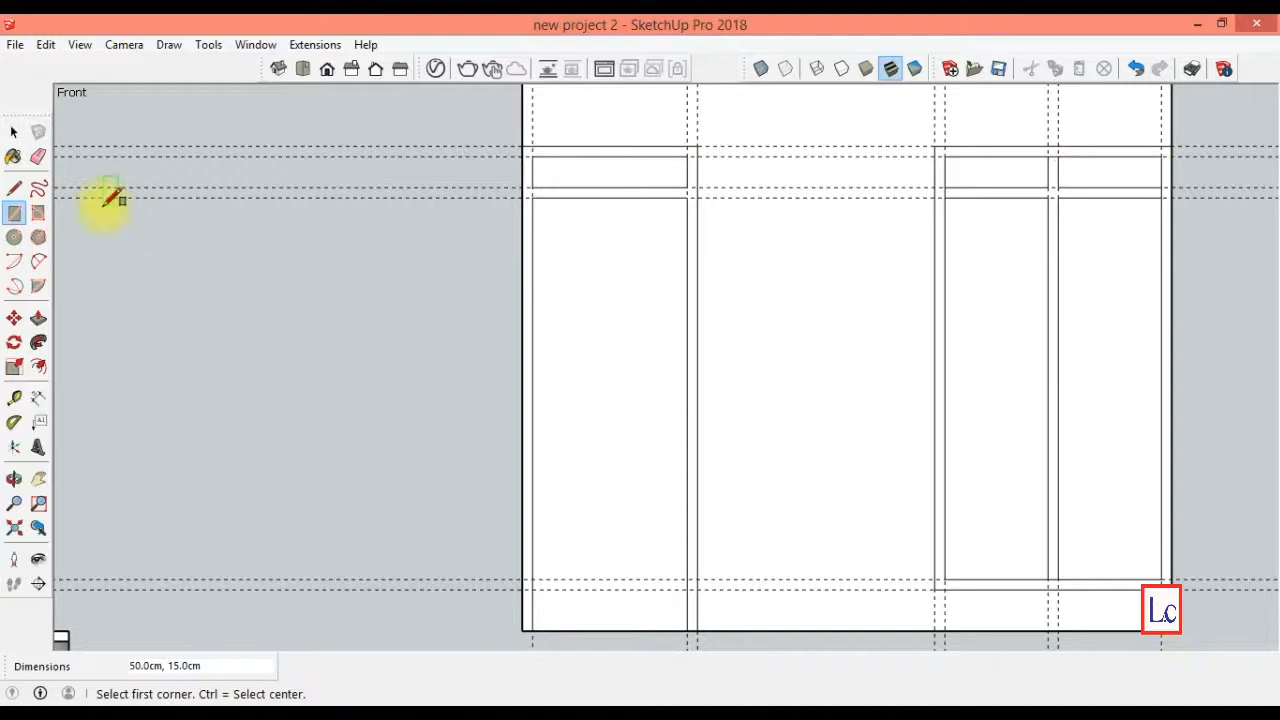 new project 2 - SketchUp Pro 2018
File Edit View Camera Draw Tools Window Extensions Help
Front
A1
Lc
Dimensions 50.0cm, 15.0cm
Select first corner. Ctrl = Select center.